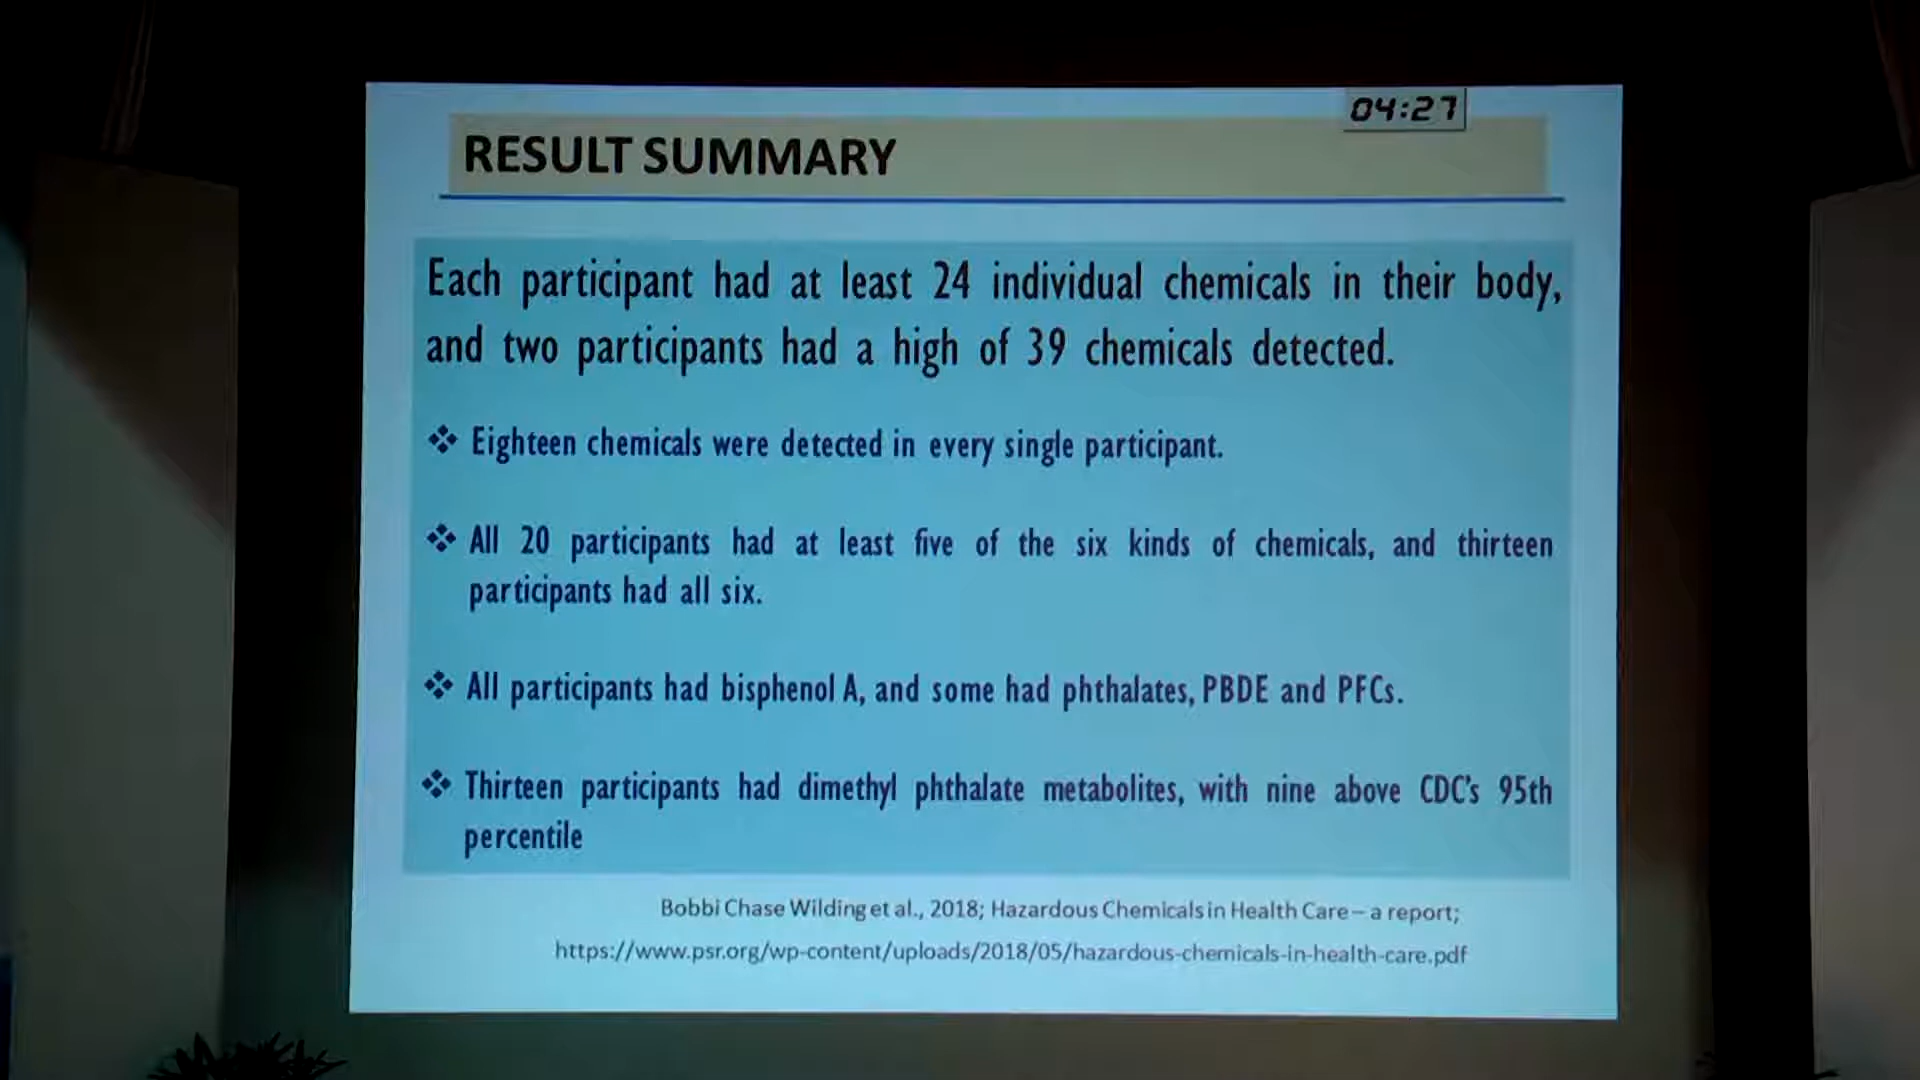 04:27
RESULT SUMMARY
Each participant had at least 24 individual chemicals in their body,
and two participants had a high of 39 chemicals detected.
❖ Eighteen chemicals were detected in every single participant.
❖ All 20 participants had at least five of the six kinds of chemicals, and thirteen
participants had all six.
❖ All participants had bisphenol A, and some had phthalates, PBDE and PFCs.
❖ Thirteen participants had dimethyl phthalate metabolites, with nine above CDC's 95th
percentile
Bobbi Chase Wilding et al., 2018; Hazardous Chemicals in Health Care – a report;
https://www.psr.org/wp-content/uploads/2018/05/hazardous-chemicals-in-health-care.pdf